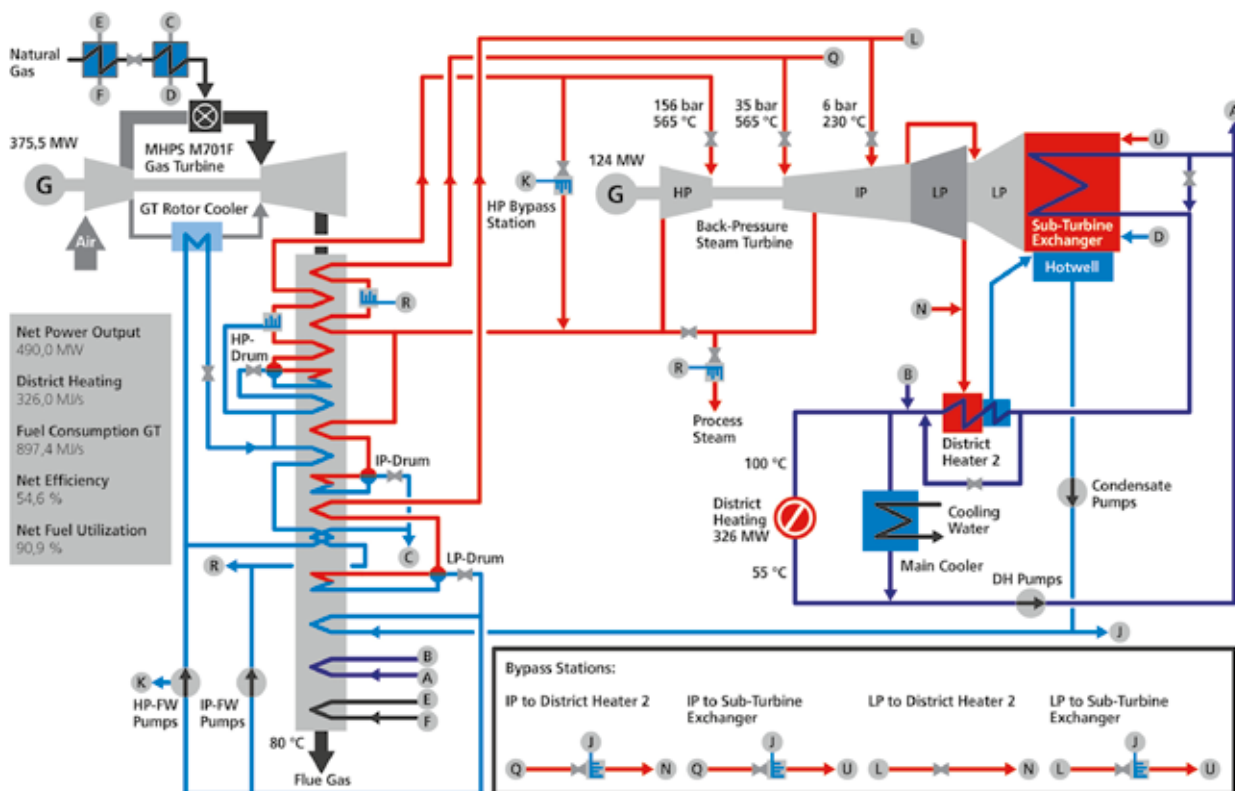 E
C
Natural
Gas
F
D
375,5 MW
MHPS M701F
Gas Turbine
G
GT Rotor Cooler
Air
Net Power Output
490,0 MW
District Heating
326,0 MJ/s
Fuel Consumption GT
897,4 MJ/s
Net Efficiency
54,6 %
Net Fuel Utilization
90,9 %
L
Q
156 bar
565 °C
35 bar
565 °C
6 bar
230 °C
K
HP Bypass
Station
124 MW
G
HP
IP
LP
LP
Back-Pressure
Steam Turbine
A
U
Sub-Turbine
Exchanger
D
Hotwell
R
N
HP-
Drum
R
Process
Steam
B
District
Heater 2
100 °C
IP-Drum
District
Heating
326 MW
Cooling
Water
Condensate
Pumps
C
R
LP-Drum
55 °C
Main Cooler
DH Pumps
J
B
A
E
F
K
HP-FW
Pumps
IP-FW
Pumps
80 °C
Flue Gas
Bypass Stations:
IP to District Heater 2
IP to Sub-Turbine
Exchanger
LP to District Heater 2
LP to Sub-Turbine
Exchanger
J
J
J
Q
N
Q
U
L
N
L
U